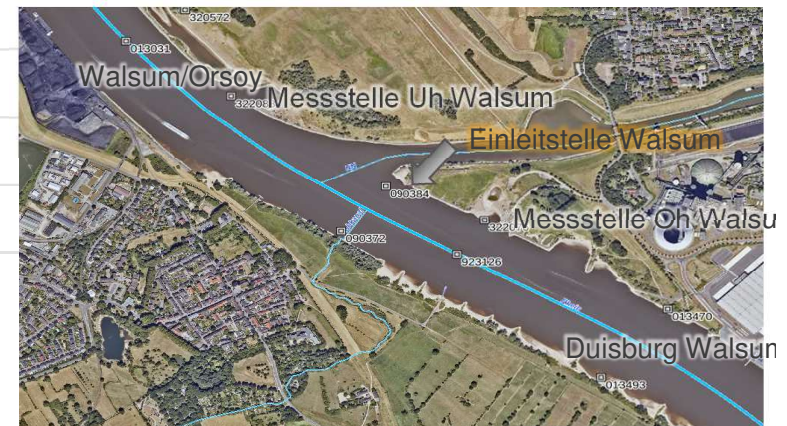 320572
013031
Walsum/Orsoy
Messstelle Uh Walsum
Einleitstelle Walsum
090384
Messstelle Oh Walsu
090372
923126
013470
Duisburg Walsun
013493